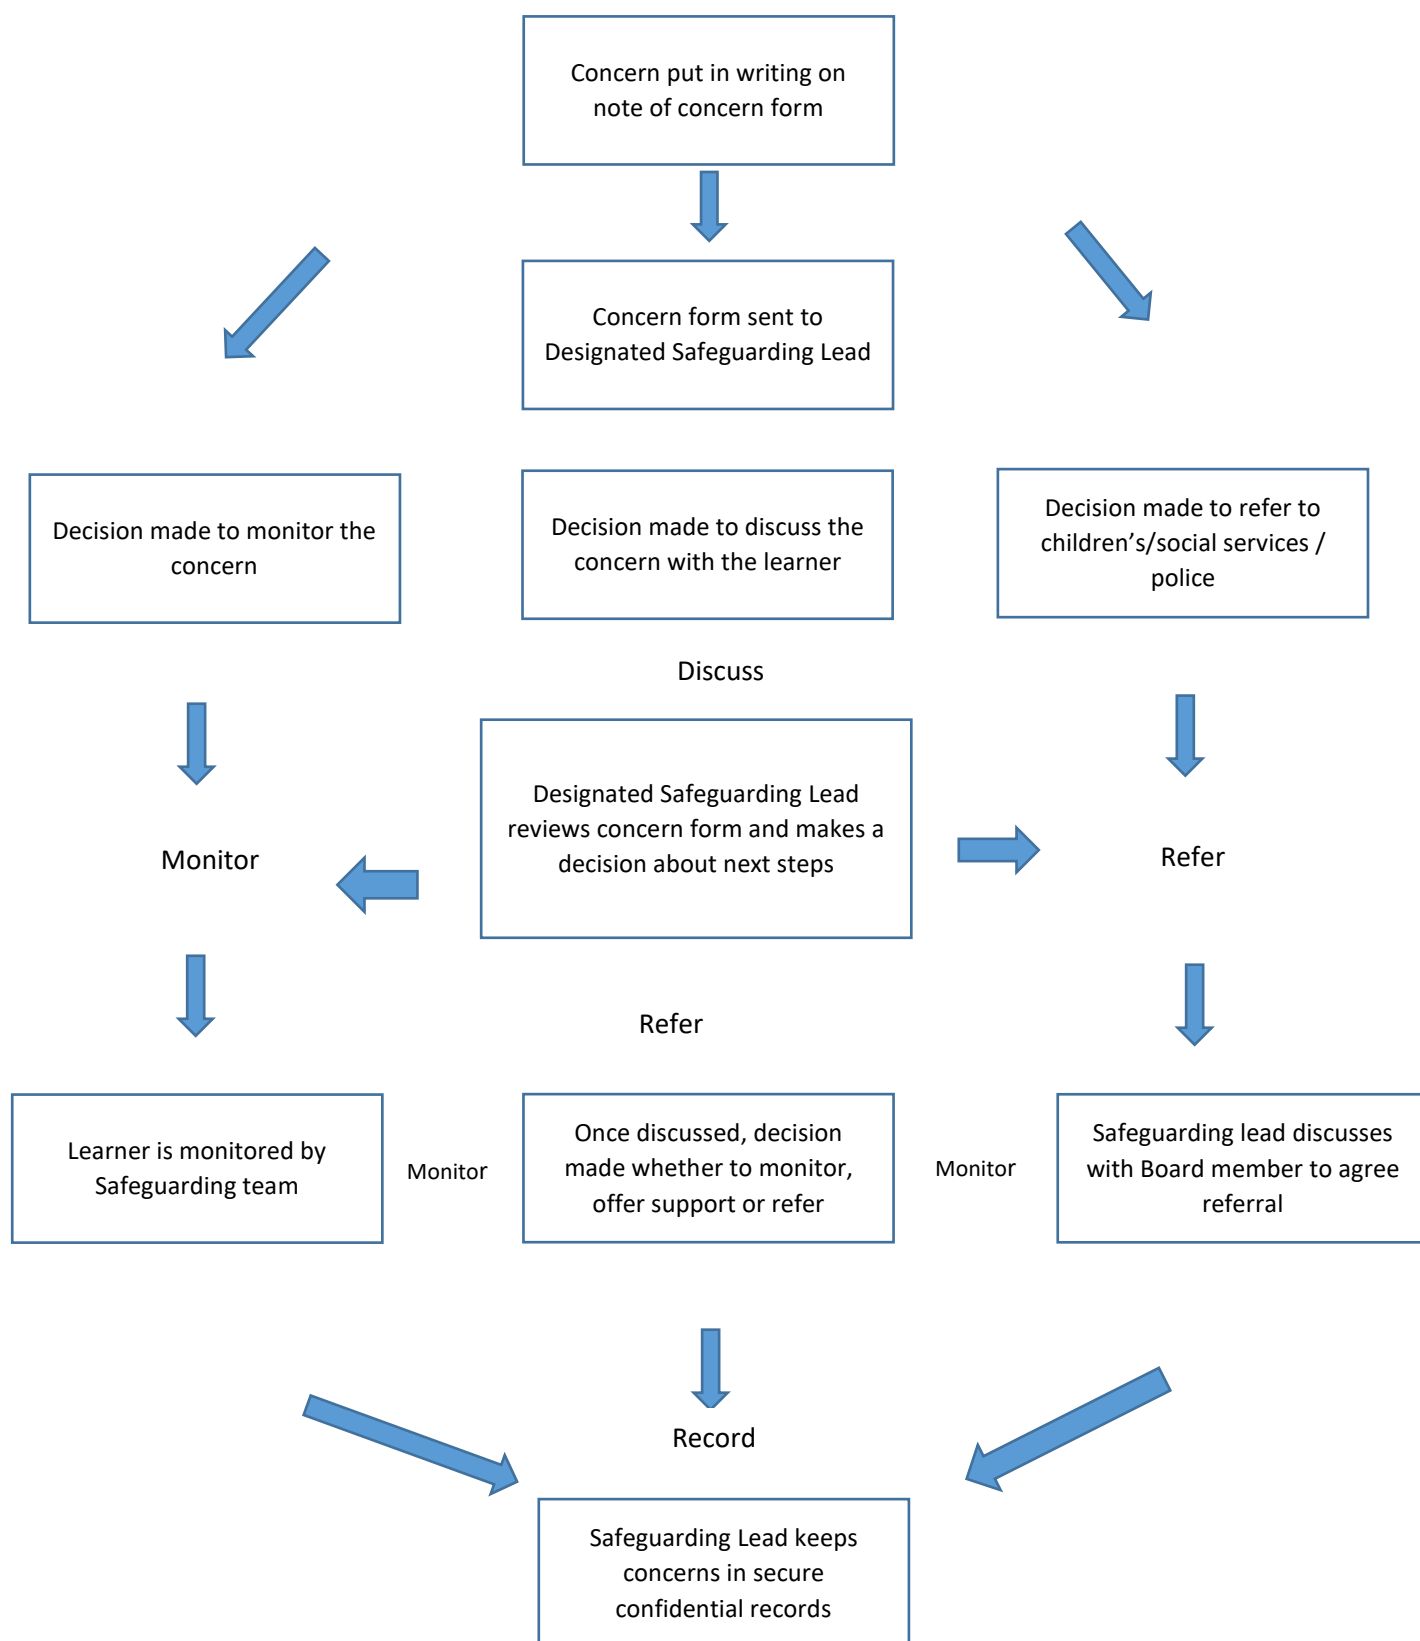 Concern put in writing on
note of concern form
Concern form sent to
Designated Safeguarding Lead
Decision made to monitor the
concern
Decision made to discuss the
concern with the learner
Decision made to refer to
children’s/social services /
police
Discuss
Designated Safeguarding Lead
reviews concern form and makes a
decision about next steps
Monitor
Refer
Refer
Learner is monitored by
Safeguarding team
Monitor
Once discussed, decision
made whether to monitor,
offer support or refer
Monitor
Safeguarding lead discusses
with Board member to agree
referral
Record
Safeguarding Lead keeps
concerns in secure
confidential records